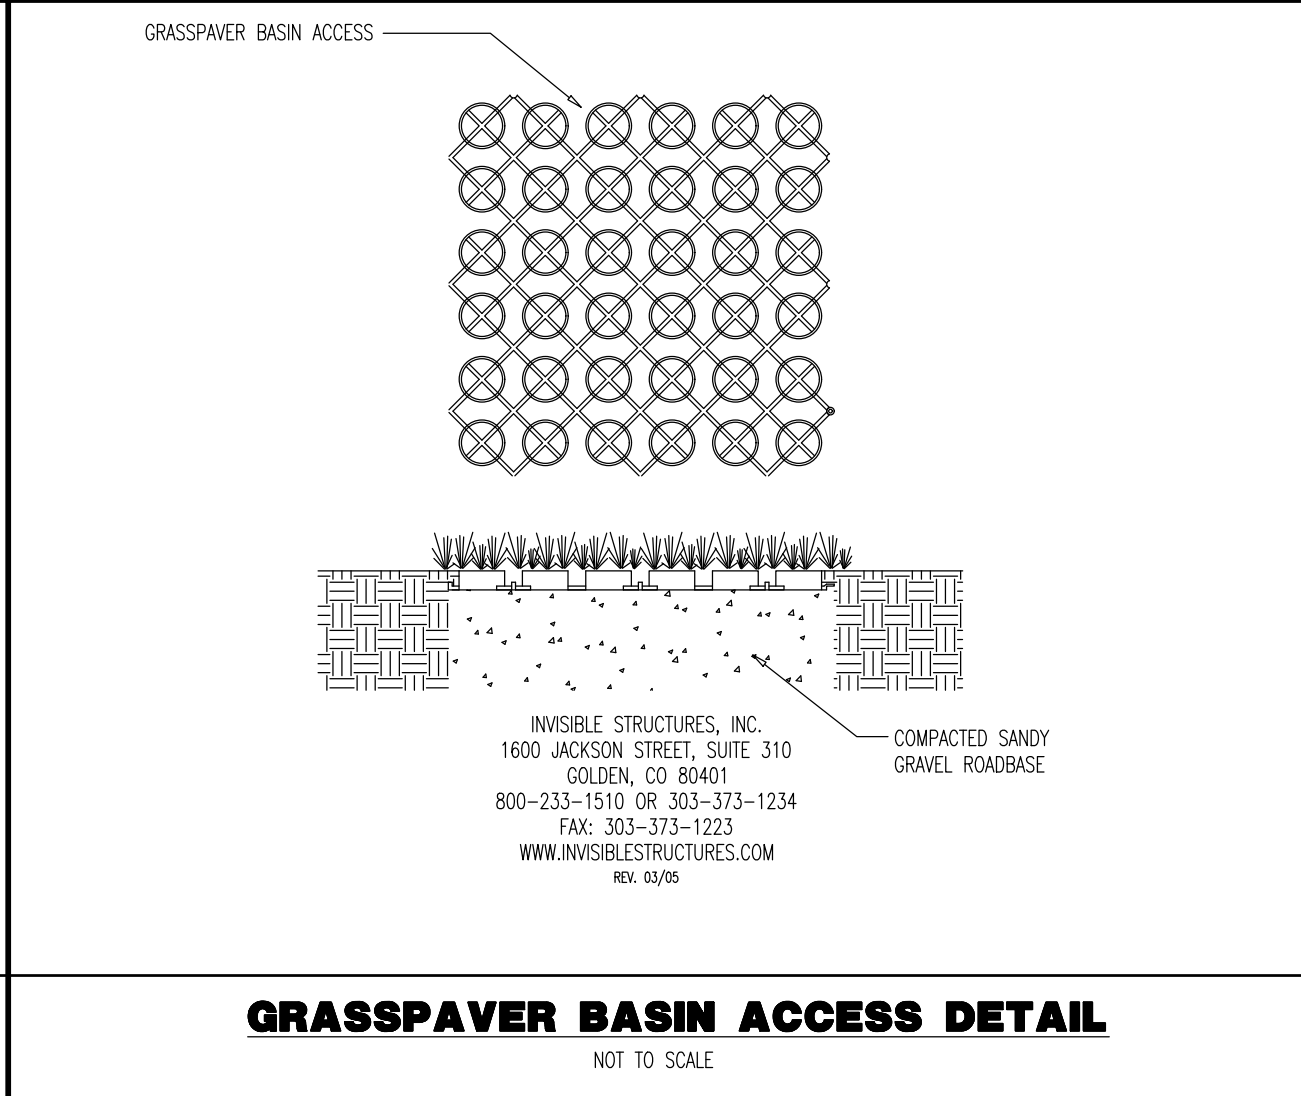 GRASSPAVER BASIN ACCESS
INVISIBLE STRUCTURES, INC.
1600 JACKSON STREET, SUITE 310
GOLDEN, CO 80401
800-233-1510 OR 303-373-1234
FAX: 303-373-1223
WWW.INVISIBLESTRUCTURES.COM
REV. 03/05
COMPACTED SANDY
GRAVEL ROADBASE
GRASSPAVER BASIN ACCESS DETAIL
NOT TO SCALE